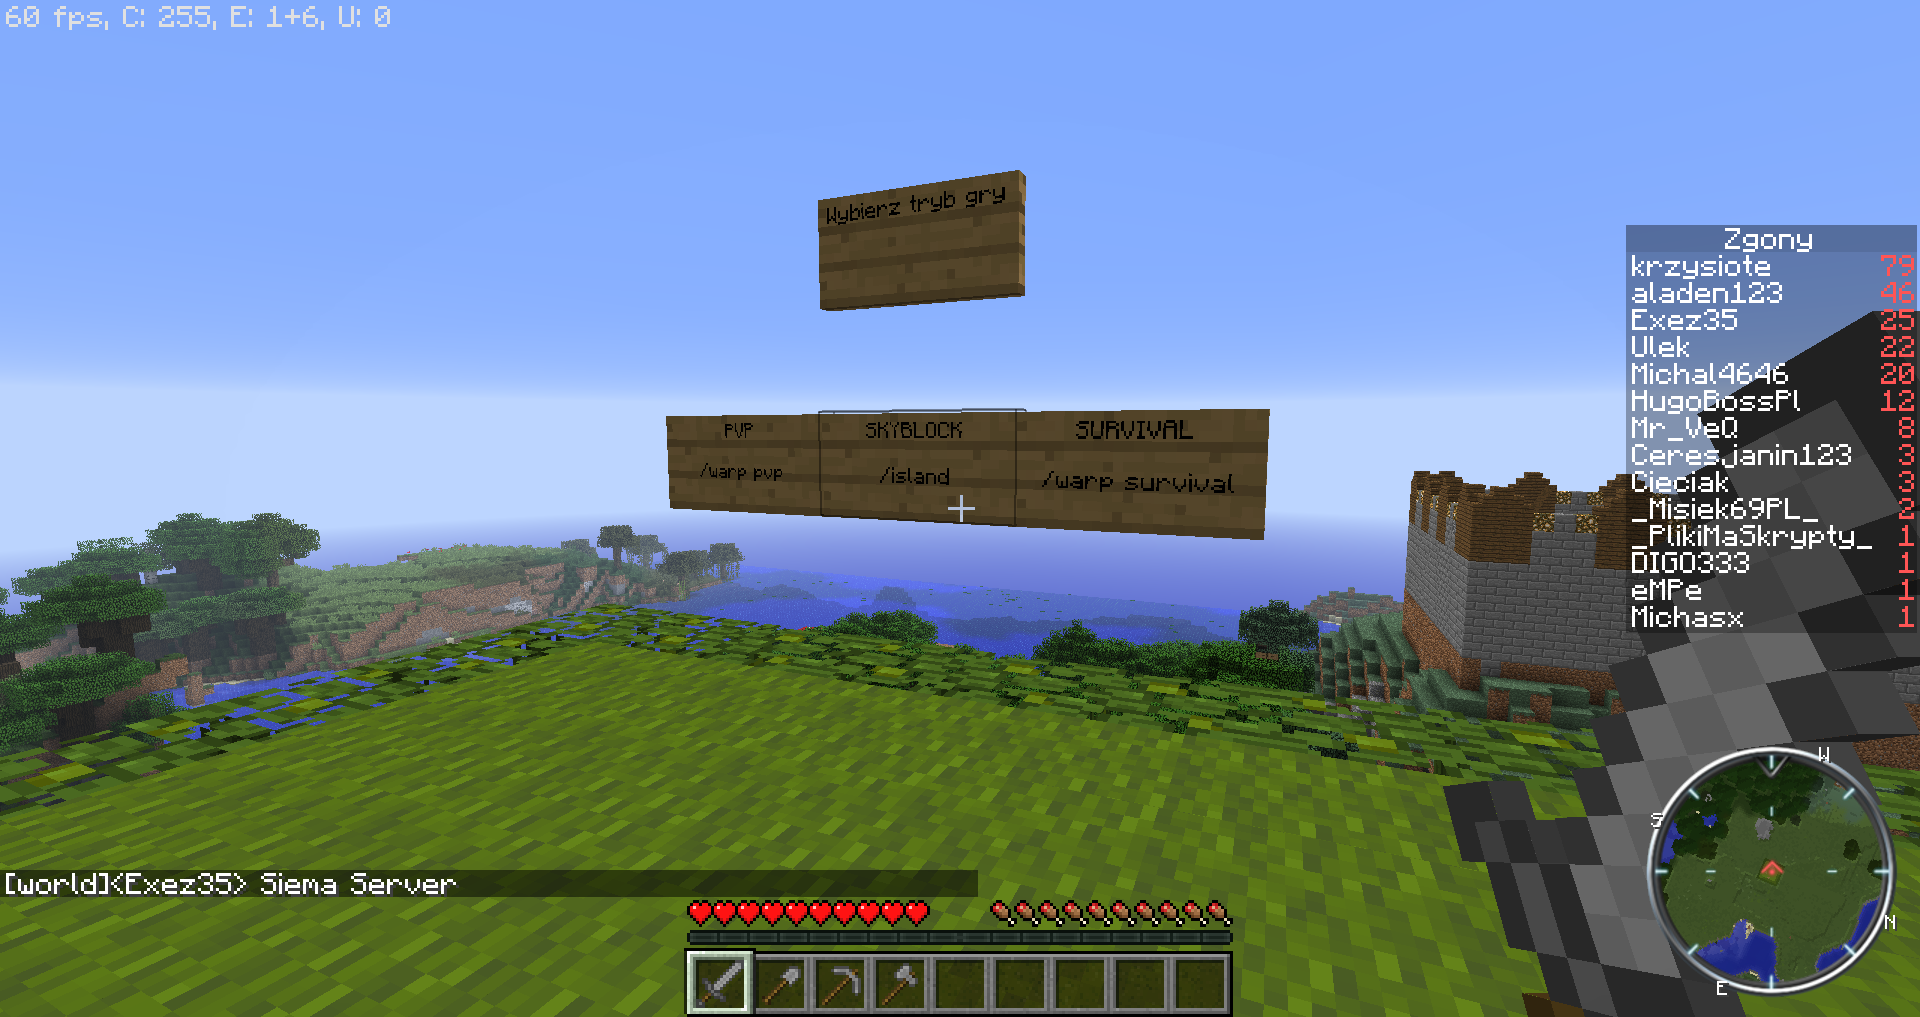 60 fps, C: 255, E: 1+6, U: 0
Wybierz tryb gry
PVP
/warp pvp
SKYBLOCK
/island
SURVIVAL
/warp survival
Zgony
krzysiote 79
aladen123 46
Exez35 25
Ulek 22
Michal4646 20
HugoBossPl 12
Mr_VeQ 8
CeresJanin123 3
Cieciak 3
_Misiek69PL_ 2
_PlikiMaSkrypty_ 1
DIGO333 1
eMPe 1
Michasx 1
[world]<Exez35> Siema Server
W
S
N
E